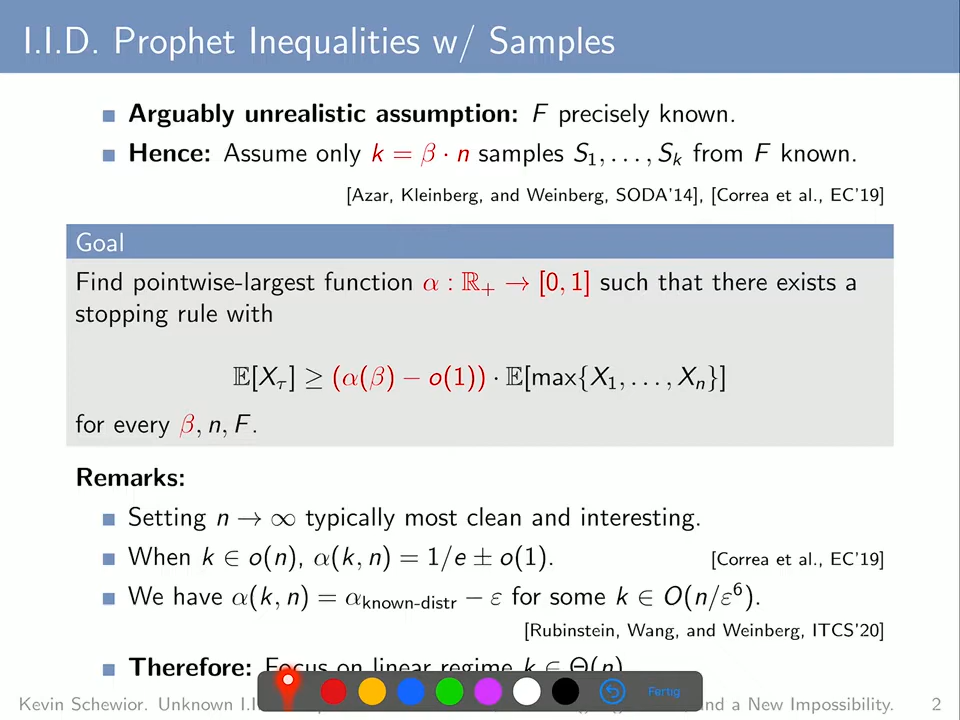 I.I.D. Prophet Inequalities w/ Samples
Arguably unrealistic assumption: F precisely known.
Hence: Assume only k = β · n samples S₁, . . . , Sₖ from F known.
[Azar, Kleinberg, and Weinberg, SODA'14], [Correa et al., EC'19]
Goal
Find pointwise-largest function α : ℝ₊ → [0, 1] such that there exists a
stopping rule with
𝔼[X_τ] ≥ (α(β) − o(1)) · 𝔼[max{X₁, . . . , Xₙ}]
for every β, n, F.
Remarks:
Setting n → ∞ typically most clean and interesting.
When k ∈ o(n), α(k, n) = 1/e ± o(1).
[Correa et al., EC'19]
We have α(k, n) = α_known-distr − ε for some k ∈ O(n/ε⁶).
[Rubinstein, Wang, and Weinberg, ITCS'20]
Therefore: Focus on linear regime k ∈ Θ(n)
Fertig
Kevin Schewior. Unknown I.I. and a New Impossibility. 2